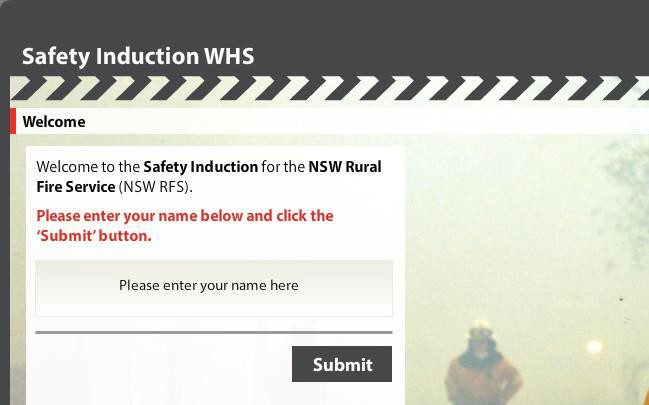 Safety Induction WHS
Welcome
Welcome to the Safety Induction for the NSW Rural
Fire Service (NSW RFS).
Please enter your name below and click the
‘Submit’ button.
Please enter your name here
Submit